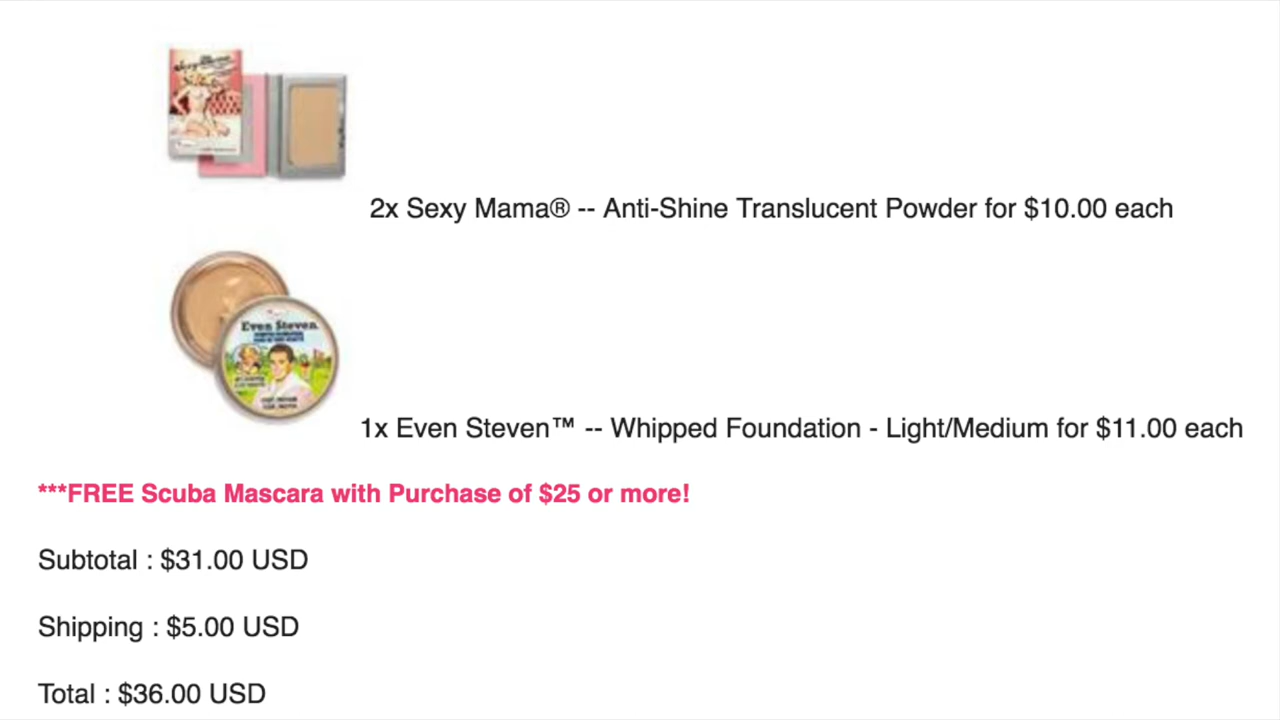 2x Sexy Mama® -- Anti-Shine Translucent Powder for $10.00 each
Even Steven
1x Even Steven™ -- Whipped Foundation - Light/Medium for $11.00 each
***FREE Scuba Mascara with Purchase of $25 or more!
Subtotal : $31.00 USD
Shipping : $5.00 USD
Total : $36.00 USD